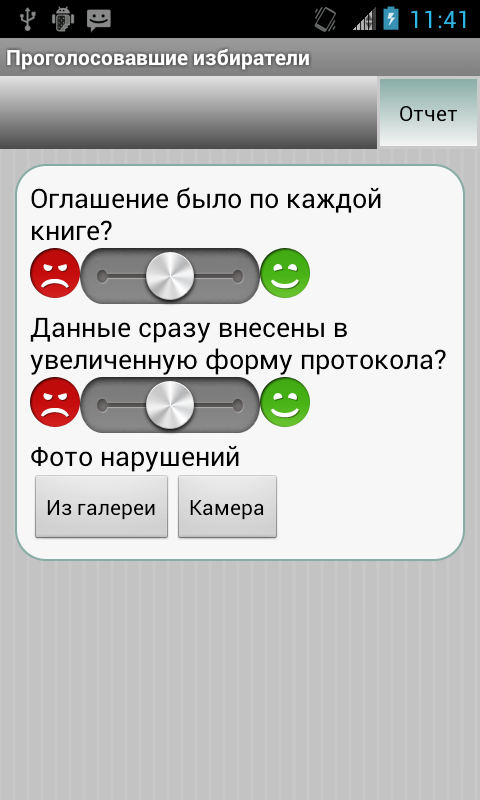 11:41
Проголосовавшие избиратели
Отчет
Оглашение было по каждой
книге?
Данные сразу внесены в
увеличенную форму протокола?
Фото нарушений
Из галереи
Камера